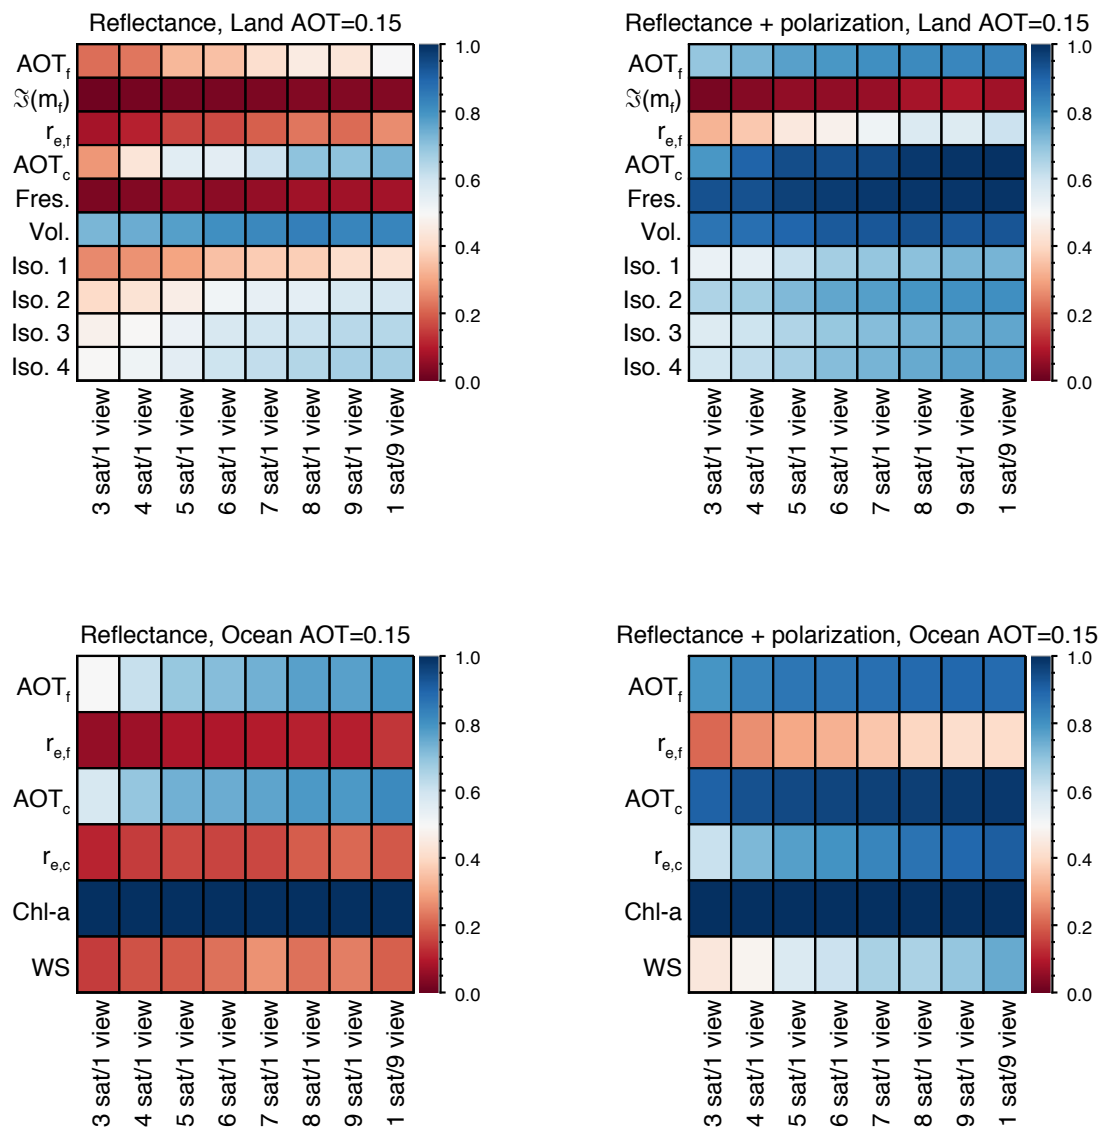 Reflectance, Land AOT=0.15
AOTf
ℑ(mf)
re,f
AOTc
Fres.
Vol.
Iso. 1
Iso. 2
Iso. 3
Iso. 4
1.0
0.8
0.6
0.4
0.2
0.0
3 sat/1 view
4 sat/1 view
5 sat/1 view
6 sat/1 view
7 sat/1 view
8 sat/1 view
9 sat/1 view
1 sat/9 view
Reflectance + polarization, Land AOT=0.15
AOTf
ℑ(mf)
re,f
AOTc
Fres.
Vol.
Iso. 1
Iso. 2
Iso. 3
Iso. 4
1.0
0.8
0.6
0.4
0.2
0.0
3 sat/1 view
4 sat/1 view
5 sat/1 view
6 sat/1 view
7 sat/1 view
8 sat/1 view
9 sat/1 view
1 sat/9 view
Reflectance, Ocean AOT=0.15
AOTf
re,f
AOTc
re,c
Chl-a
WS
1.0
0.8
0.6
0.4
0.2
0.0
3 sat/1 view
4 sat/1 view
5 sat/1 view
6 sat/1 view
7 sat/1 view
8 sat/1 view
9 sat/1 view
1 sat/9 view
Reflectance + polarization, Ocean AOT=0.15
AOTf
re,f
AOTc
re,c
Chl-a
WS
1.0
0.8
0.6
0.4
0.2
0.0
3 sat/1 view
4 sat/1 view
5 sat/1 view
6 sat/1 view
7 sat/1 view
8 sat/1 view
9 sat/1 view
1 sat/9 view